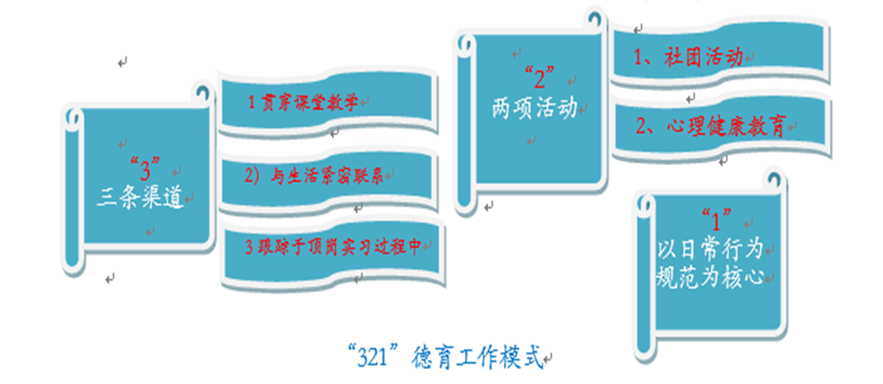 “3”
三条渠道
1 贯穿课堂教学
2）与生活紧密联系
3 跟踪于顶岗实习过程中
“2”
两项活动
1、社团活动
2、心理健康教育
“1”
以日常行为
规范为核心
“321”德育工作模式